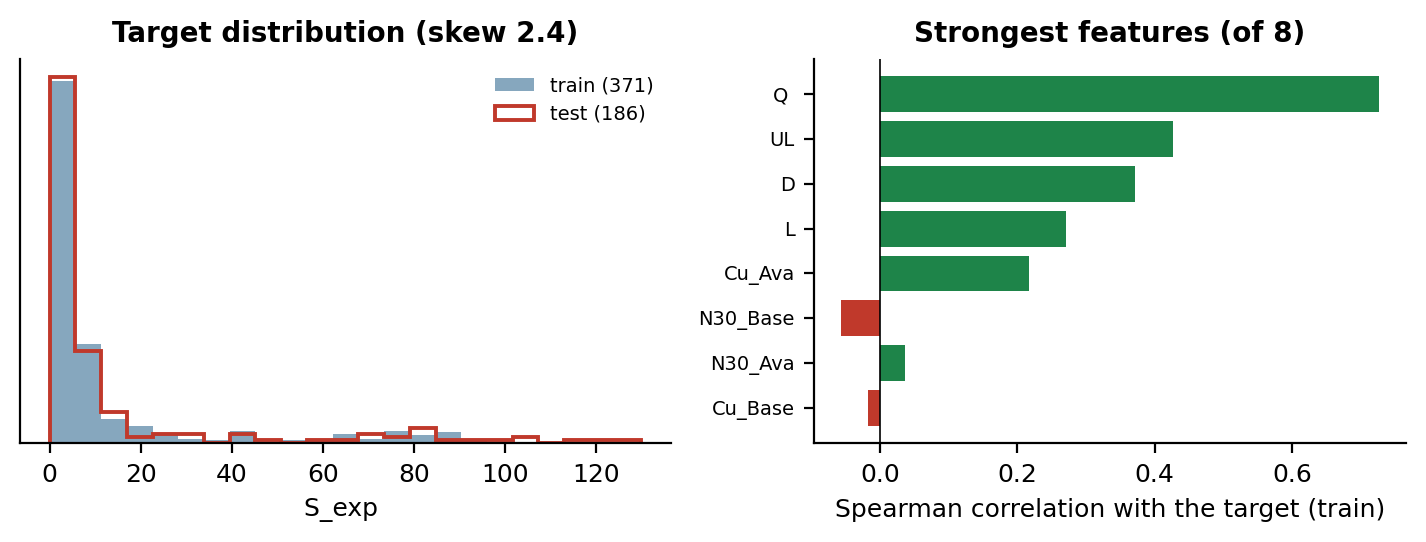 Target distribution (skew 2.4)
train (371)
test (186)
0 20 40 60 80 100 120
S_exp
Strongest features (of 8)
Q
UL
D
L
Cu_Ava
N30_Base
N30_Ava
Cu_Base
0.0 0.2 0.4 0.6
Spearman correlation with the target (train)